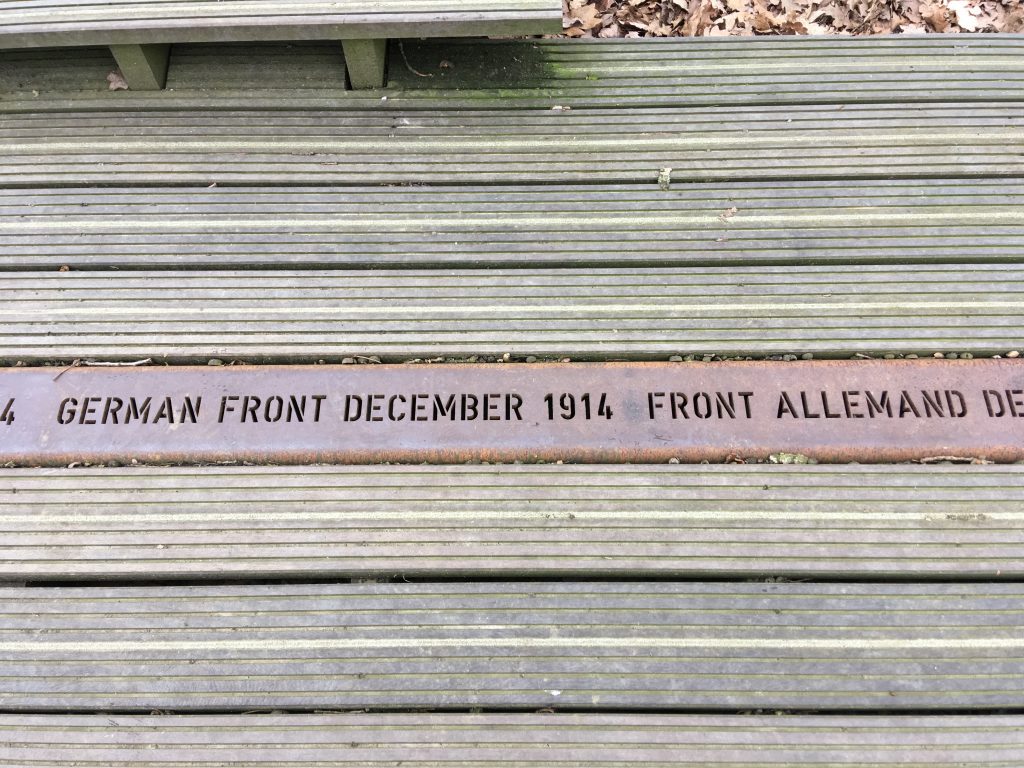 4 GERMAN FRONT DECEMBER 1914 FRONT ALLEMAND DE